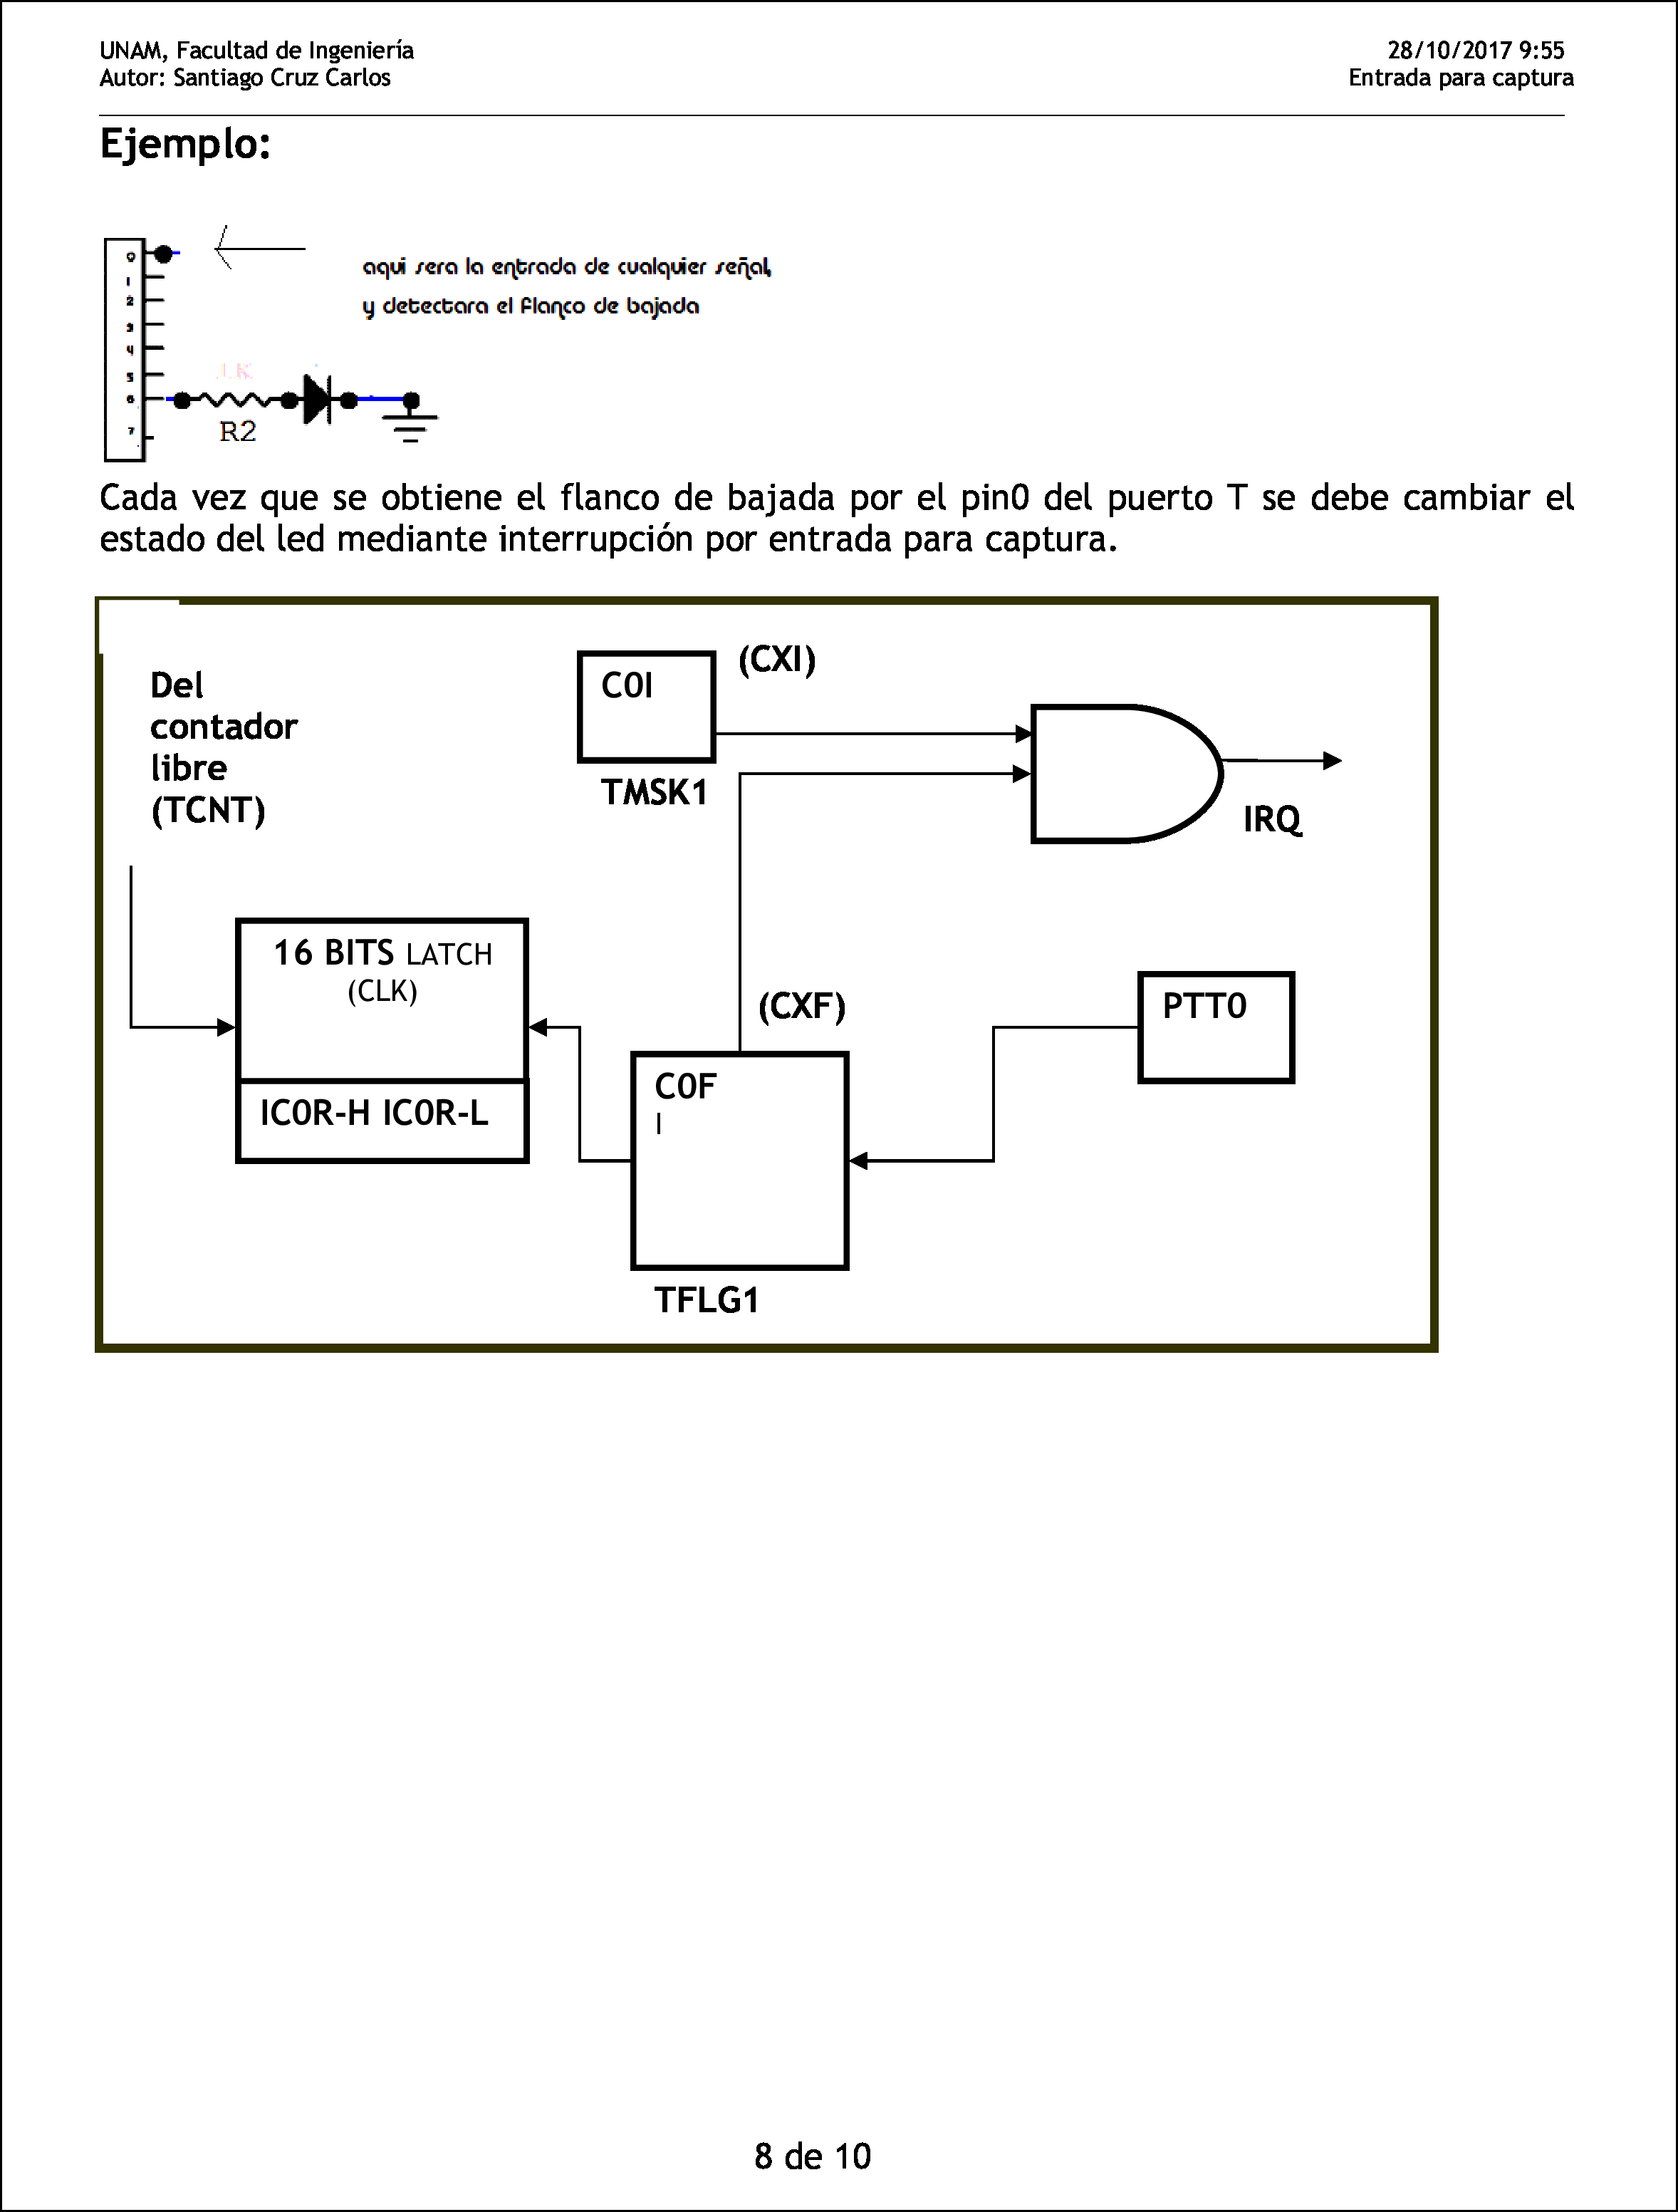 UNAM, Facultad de Ingeniería
28/10/2017 9:55
Autor: Santiago Cruz Carlos
Entrada para captura
Ejemplo:
aqui sera la entrada de cualquier señal,
y detectara el flanco de bajada
0
1
2
3
4
5
6
7
R2
Cada vez que se obtiene el flanco de bajada por el pin0 del puerto T se debe cambiar el
estado del led mediante interrupción por entrada para captura.
Del
contador
libre
(TCNT)
C0I
(CXI)
TMSK1
IRQ
16 BITS LATCH
(CLK)
IC0R-H IC0R-L
(CXF)
C0F
I
TFLG1
PTT0
8 de 10